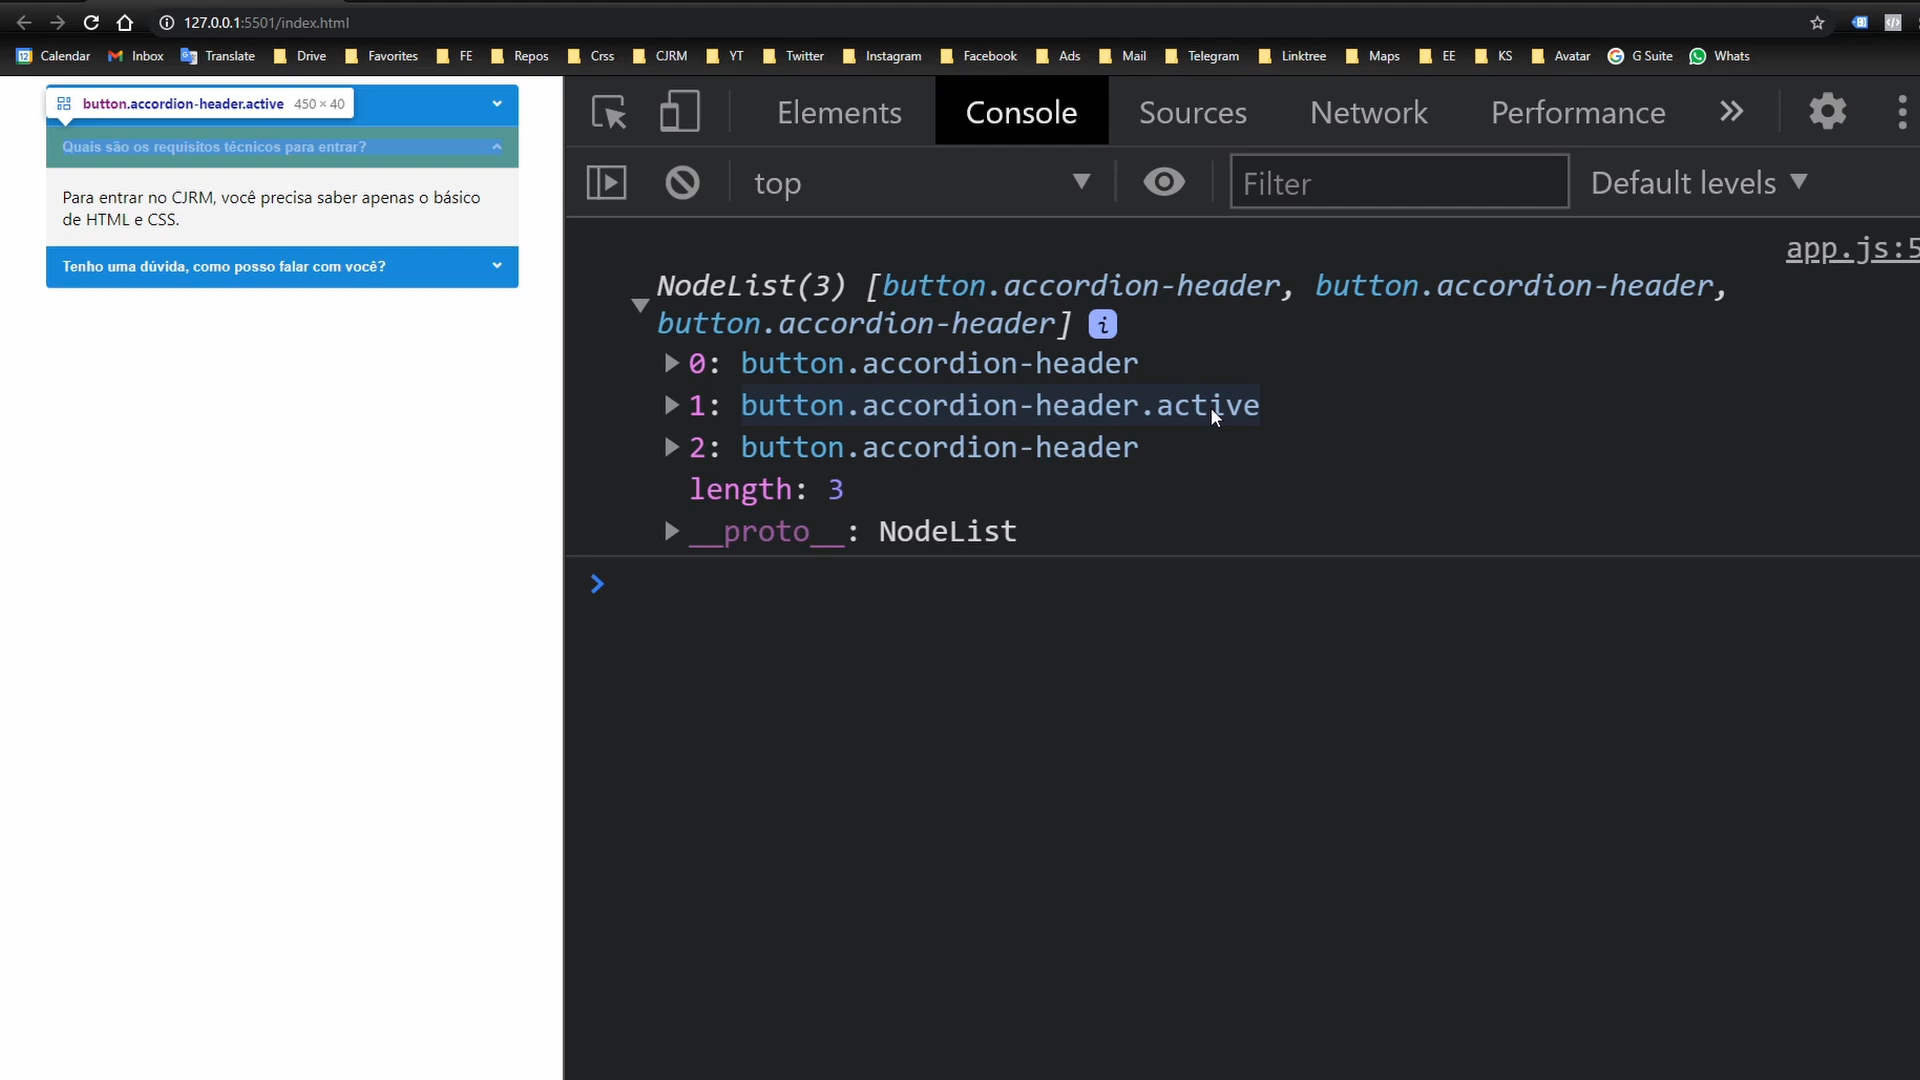 127.0.0.1:5501/index.html
Calendar Inbox Translate Drive Favorites FE Repos Crss CJRM YT Twitter Instagram Facebook Ads Mail Telegram Linktree Maps EE KS Avatar G Suite Whats
button.accordion-header.active 450 × 40
Quais são os requisitos técnicos para entrar?
Para entrar no CJRM, você precisa saber apenas o básico
de HTML e CSS.
Tenho uma dúvida, como posso falar com você?
Elements Console Sources Network Performance »
top Filter Default levels
app.js:5
NodeList(3) [button.accordion-header, button.accordion-header,
button.accordion-header] i
0: button.accordion-header
1: button.accordion-header.active
2: button.accordion-header
length: 3
__proto__: NodeList